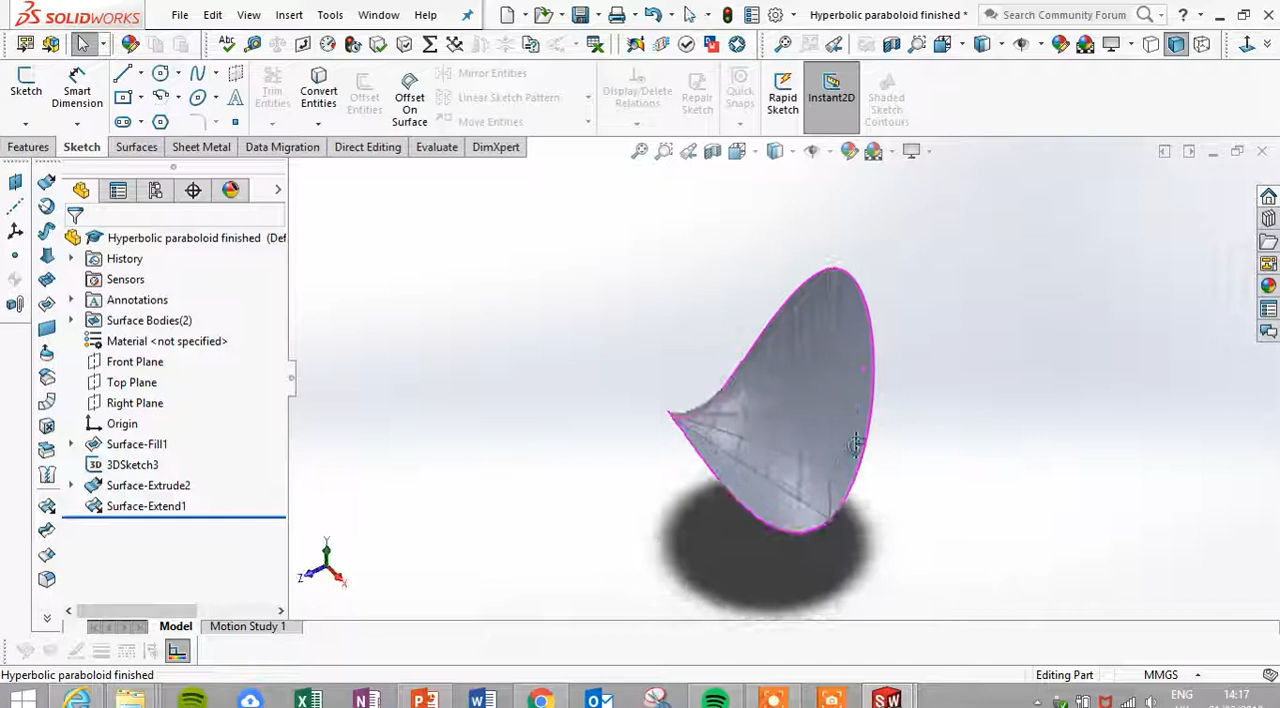 SOLIDWORKS File Edit View Insert Tools Window Help Hyperbolic paraboloid finished * Search Community Forum
Sketch Smart Dimension Trim Entities Convert Entities Offset Entities Offset On Surface Mirror Entities Linear Sketch Pattern Move Entities Display/Delete Relations Repair Sketch Quick Snaps Rapid Sketch Instant2D Shaded Sketch Contours
Features Sketch Surfaces Sheet Metal Data Migration Direct Editing Evaluate DimXpert
Hyperbolic paraboloid finished (Def
History
Sensors
Annotations
Surface Bodies(2)
Material <not specified>
Front Plane
Top Plane
Right Plane
Origin
Surface-Fill1
3D 3DSketch3
Surface-Extrude2
Surface-Extend1
Y
Z X
Model Motion Study 1
Hyperbolic paraboloid finished Editing Part MMGS
ENG 14:17